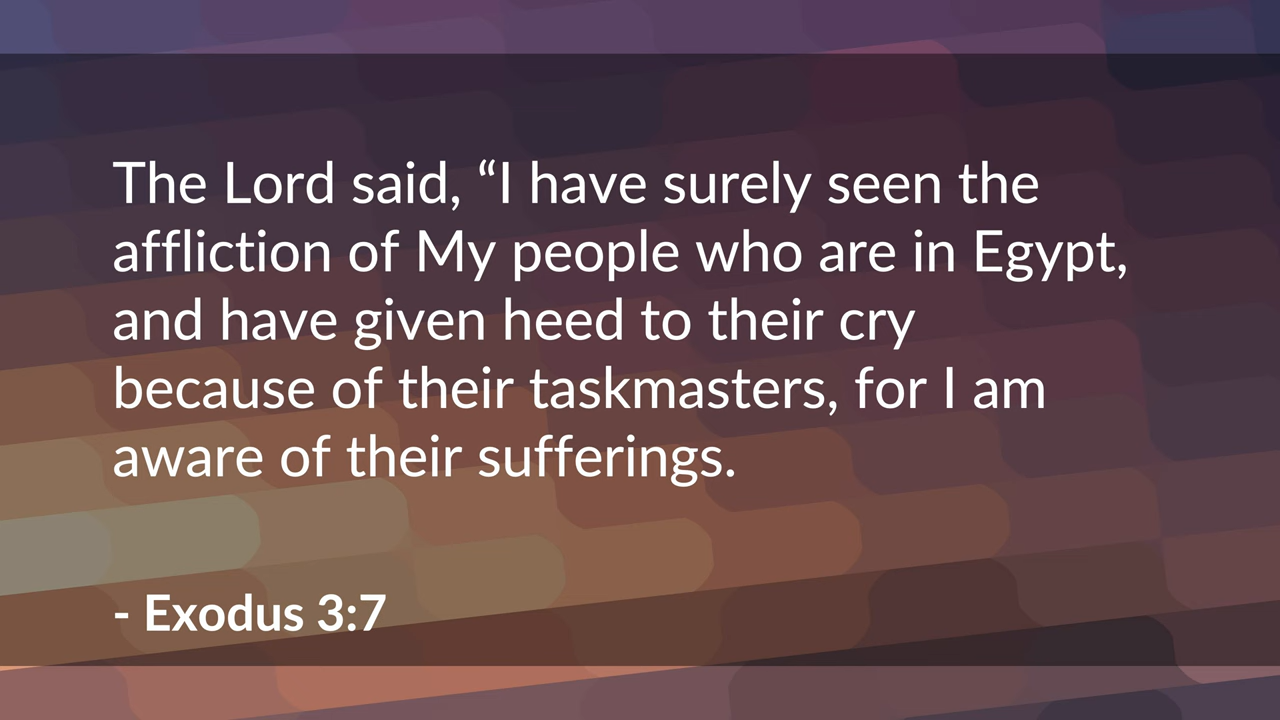 The Lord said, “I have surely seen the
affliction of My people who are in Egypt,
and have given heed to their cry
because of their taskmasters, for I am
aware of their sufferings.
- Exodus 3:7